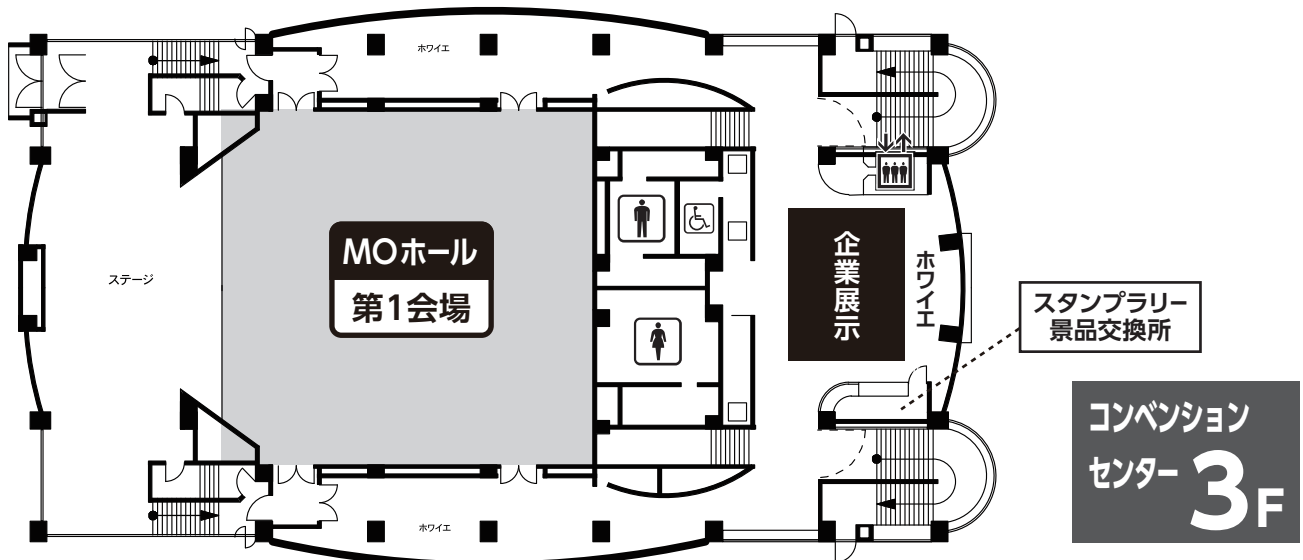 ホワイエ
ステージ
MOホール
第1会場
企業展示
ホワイエ
スタンプラリー
景品交換所
コンベンション
センター 3F
ホワイエ